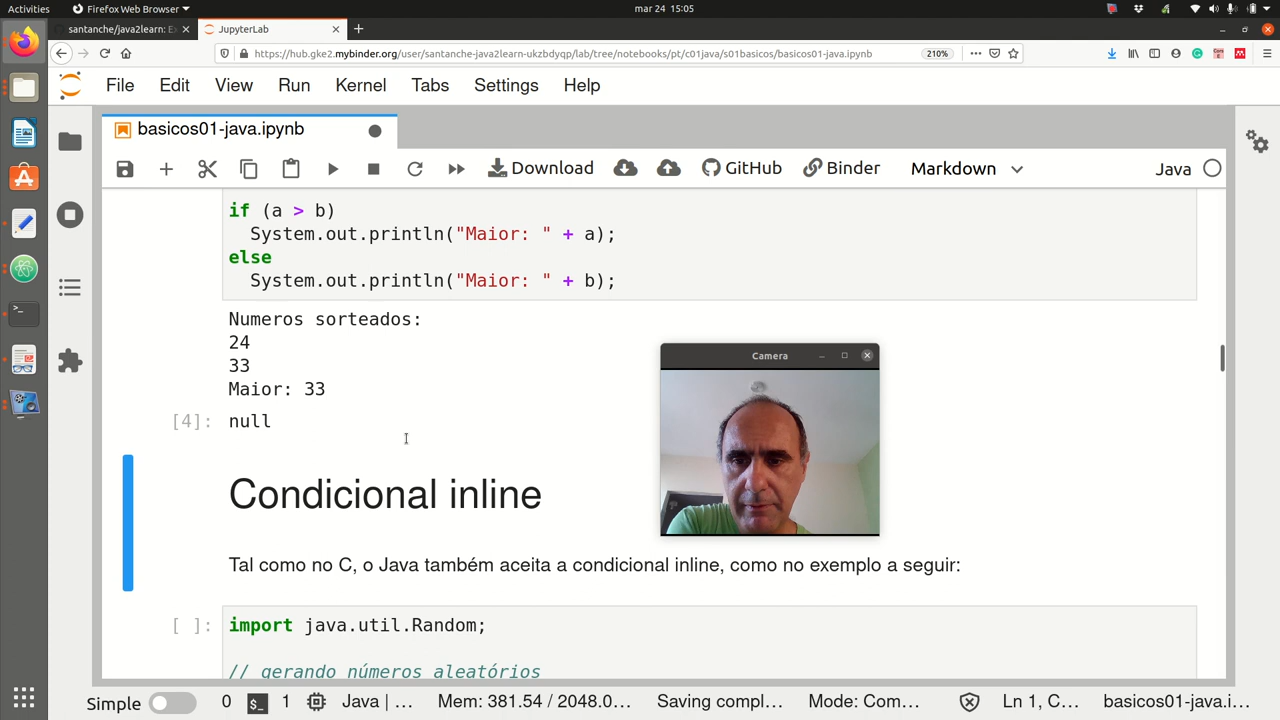 Activities Firefox Web Browser mar 24 15:05
santanche/java2learn: Ex JupyterLab
https://hub.gke2.mybinder.org/user/santanche-java2learn-ukzbdyqp/lab/tree/notebooks/pt/c01java/s01basicos/basicos01-java.ipynb 210%
File Edit View Run Kernel Tabs Settings Help
basicos01-java.ipynb
Download GitHub Binder Markdown Java
if (a > b)
System.out.println("Maior: " + a);
else
System.out.println("Maior: " + b);
Numeros sorteados:
24
33
Maior: 33
[4]: null
Camera
Condicional inline
Tal como no C, o Java também aceita a condicional inline, como no exemplo a seguir:
[ ]: import java.util.Random;
// gerando números aleatórios
Simple 0 $_ 1 Java | ... Mem: 381.54 / 2048.0... Saving compl... Mode: Com... Ln 1, C... basicos01-java.i...